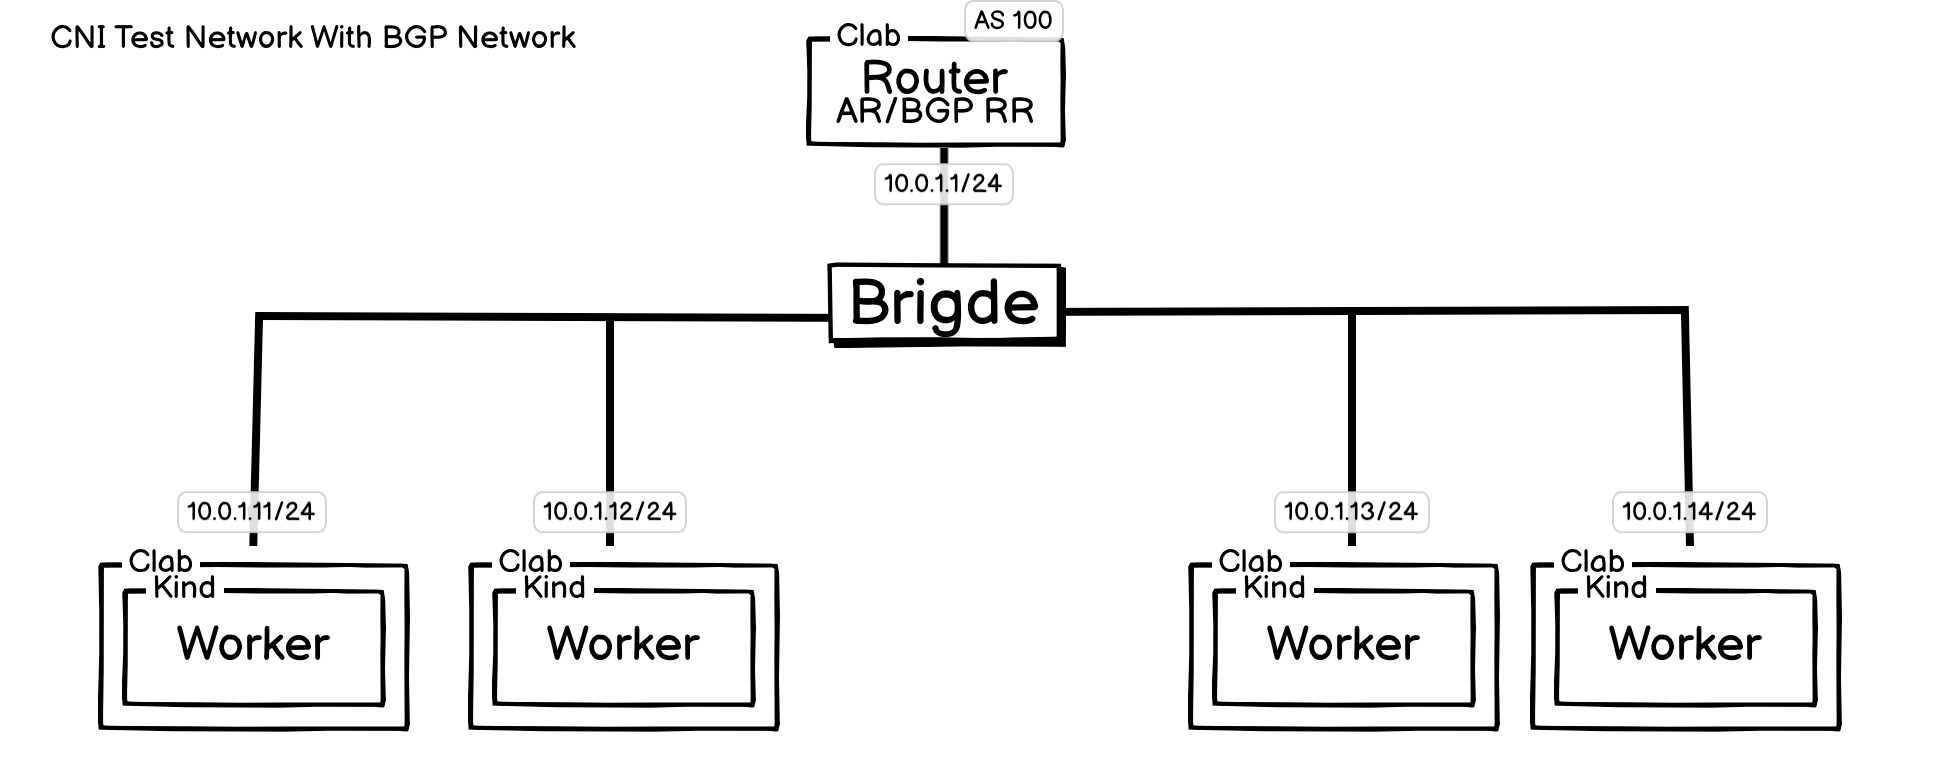 CNI Test Network With BGP Network
AS 100
Clab
Router
AR/BGP RR
10.0.1.1/24
Brigde
10.0.1.11/24
10.0.1.12/24
10.0.1.13/24
10.0.1.14/24
Clab
Kind
Worker
Clab
Kind
Worker
Clab
Kind
Worker
Clab
Kind
Worker